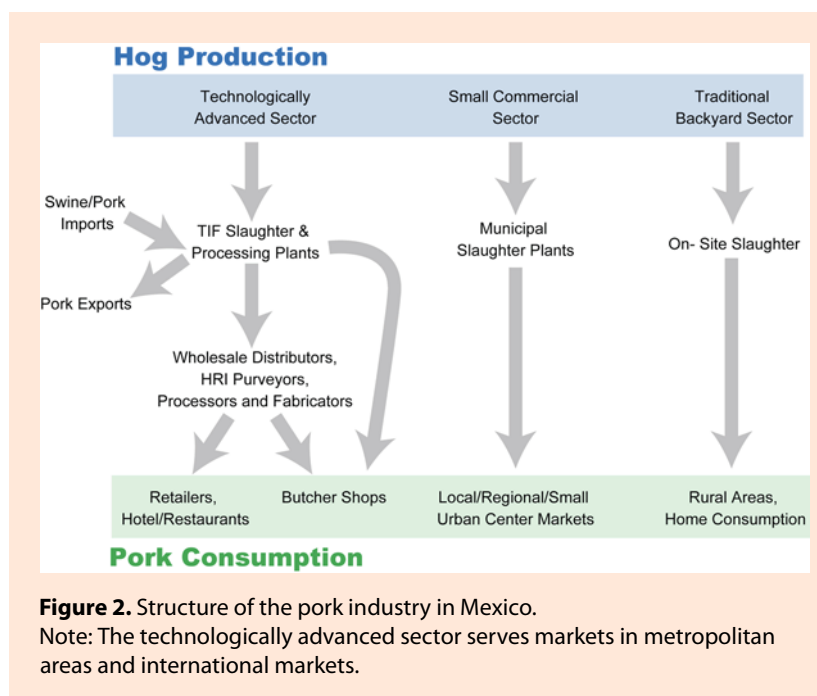 Hog Production
Technologically
Advanced Sector
Small Commercial
Sector
Traditional
Backyard Sector
Swine/Pork
Imports
TIF Slaughter &
Processing Plants
Municipal
Slaughter Plants
On- Site Slaughter
Pork Exports
Wholesale Distributors,
HRI Purveyors,
Processors and Fabricators
Retailers,
Hotel/Restaurants
Butcher Shops
Local/Regional/Small
Urban Center Markets
Rural Areas,
Home Consumption
Pork Consumption
Figure 2. Structure of the pork industry in Mexico.
Note: The technologically advanced sector serves markets in metropolitan
areas and international markets.